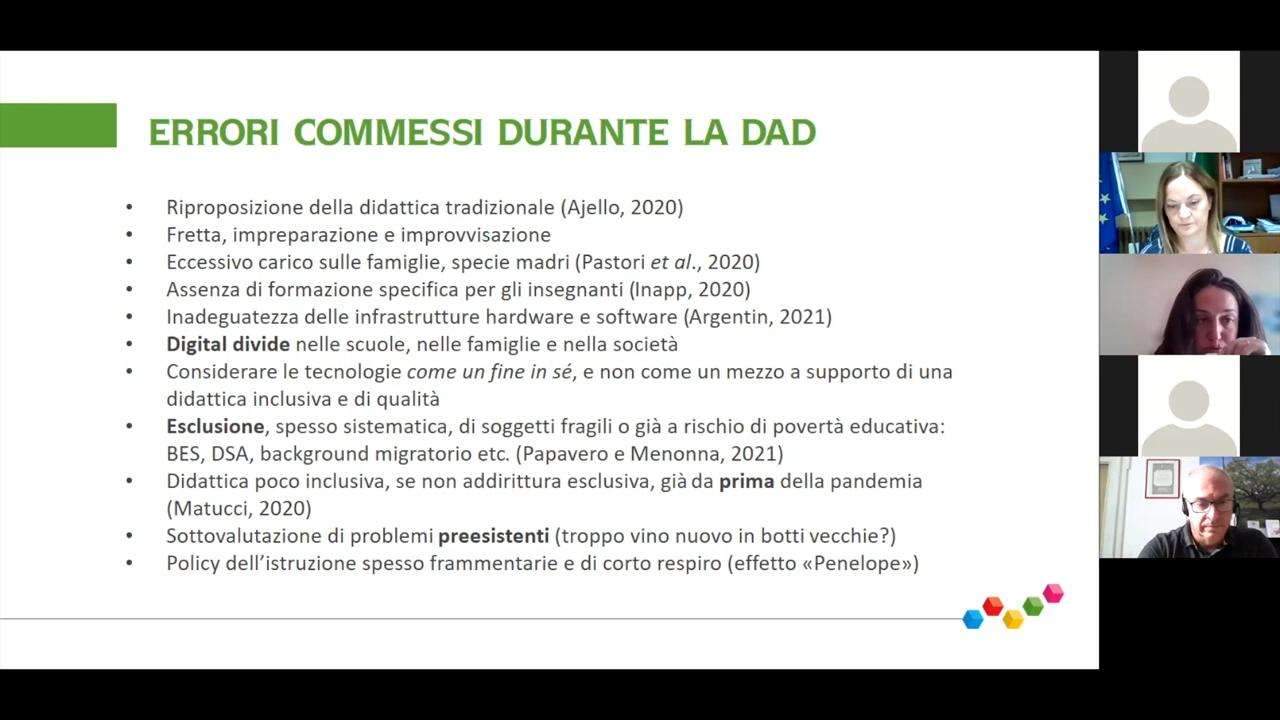 ERRORI COMMESSI DURANTE LA DAD
• Riproposizione della didattica tradizionale (Ajello, 2020)
• Fretta, impreparazione e improvvisazione
• Eccessivo carico sulle famiglie, specie madri (Pastori et al., 2020)
• Assenza di formazione specifica per gli insegnanti (Inapp, 2020)
• Inadeguatezza delle infrastrutture hardware e software (Argentin, 2021)
• Digital divide nelle scuole, nelle famiglie e nella società
• Considerare le tecnologie come un fine in sé, e non come un mezzo a supporto di una
didattica inclusiva e di qualità
• Esclusione, spesso sistematica, di soggetti fragili o già a rischio di povertà educativa:
BES, DSA, background migratorio etc. (Papavero e Menonna, 2021)
• Didattica poco inclusiva, se non addirittura esclusiva, già da prima della pandemia
(Matucci, 2020)
• Sottovalutazione di problemi preesistenti (troppo vino nuovo in botti vecchie?)
• Policy dell’istruzione spesso frammentarie e di corto respiro (effetto «Penelope»)